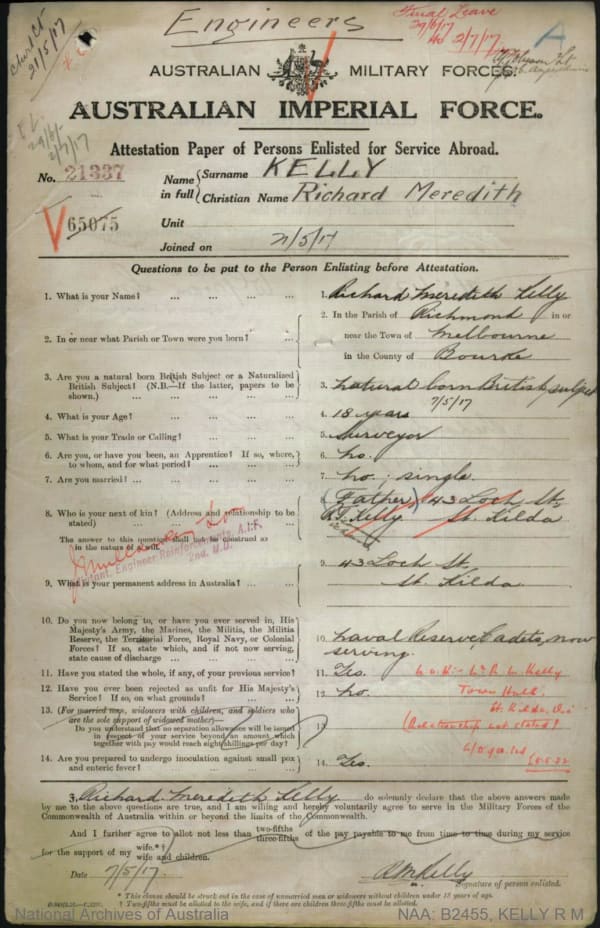 Engineers
Final Leave
29/6/17
to 2/7/17
A
21/5/17
AUSTRALIAN MILITARY FORCES.
AUSTRALIAN IMPERIAL FORCE.
29/6/-
2/7/17
Attestation Paper of Persons Enlisted for Service Abroad.
No. 21337
Name in full { Surname KELLY
Christian Name Richard Meredith
65075
Unit
Joined on 2/5/17
Questions to be put to the Person Enlisting before Attestation.
1. What is your Name? ... ... ... ... 1. Richard Meredith Kelly
2. In or near what Parish or Town were you born? ... 2. In the Parish of Richmond in or
near the Town of Melbourne
in the County of Bourke
3. Are you a natural born British Subject or a Naturalized
British Subject? (N.B.—If the latter, papers to be
shown.) ... ... ... ... 3. natural born British subject
7/5/17
4. What is your Age? ... ... ... ... 4. 18 years
5. What is your Trade or Calling? ... ... ... 5. Surveyor
6. Are you, or have you been, an Apprentice? If so, where,
to whom, and for what period? ... ... ... 6. no.
7. Are you married? ... ... ... ... 7. no; single
8. Who is your next of kin? (Address and relationship to be
stated) ... ... ... 8. (Father) 43 Loch St,
Kelly St. Kilda
The answer to this question shall not be construed as
in the nature of a will.
Adjutant, Engineer Reinforcements, A.I.F.
2nd. M.D.
9. What is your permanent address in Australia? ... ... 9. 43 Loch St.
St. Kilda
10. Do you now belong to, or have you ever served in, His
Majesty's Army, the Marines, the Militia, the Militia
Reserve, the Territorial Force, Royal Navy, or Colonial
Forces? If so, state which, and if not now serving,
state cause of discharge ... ... ... 10. Naval Reserve, Cadets, now
serving.
11. Have you stated the whole, if any, of your previous service? 11. Yes.
Kelly
12. Have you ever been rejected as unfit for His Majesty's
Service? If so, on what grounds? ... ... 12. no.
Town Hall,
St. Kilda, Vic
13. (For married men, widowers with children, and soldiers who
are the sole support of widowed mother)—
Do you understand that no separation allowance will be issued
in respect of your service beyond an amount which
together with pay would reach eight shillings per day? 13.
(Relationship not stated)
14. Are you prepared to undergo inoculation against small pox
and enteric fever? ... ... ... ... 14. Yes.
I, Richard Meredith Kelly do solemnly declare that the above answers made
by me to the above questions are true, and I am willing and hereby voluntarily agree to serve in the Military Forces of the
Commonwealth of Australia within or beyond the limits of the Commonwealth.
And I further agree to allot not less than two-fifths three-fifths of the pay payable to me from time to time during my service
for the support of my wife.*†
wife and children.
Date 7/5/17. R M Kelly
Signature of person enlisted.
* This clause should be struck out in the case of unmarried men or widowers without children under 18 years of age.
† Two-fifths must be allotted to the wife, and if there are children three-fifths must be allotted.
National Archives of Australia
NAA: B2455, KELLY R M